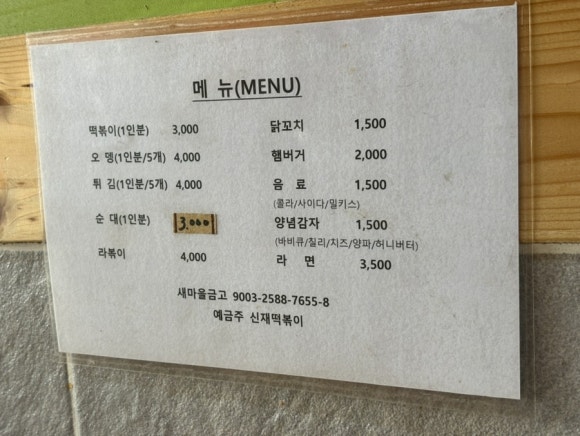 메 뉴(MENU)
떡볶이(1인분) 3,000
오 뎅(1인분/5개) 4,000
튀 김(1인분/5개) 4,000
순 대(1인분) 3.000
라볶이 4,000
닭꼬치 1,500
햄버거 2,000
음 료 1,500
(콜라/사이다/밀키스)
양념감자 1,500
(바비큐/칠리/치즈/양파/허니버터)
라 면 3,500
새마을금고 9003-2588-7655-8
예금주 신재떡볶이